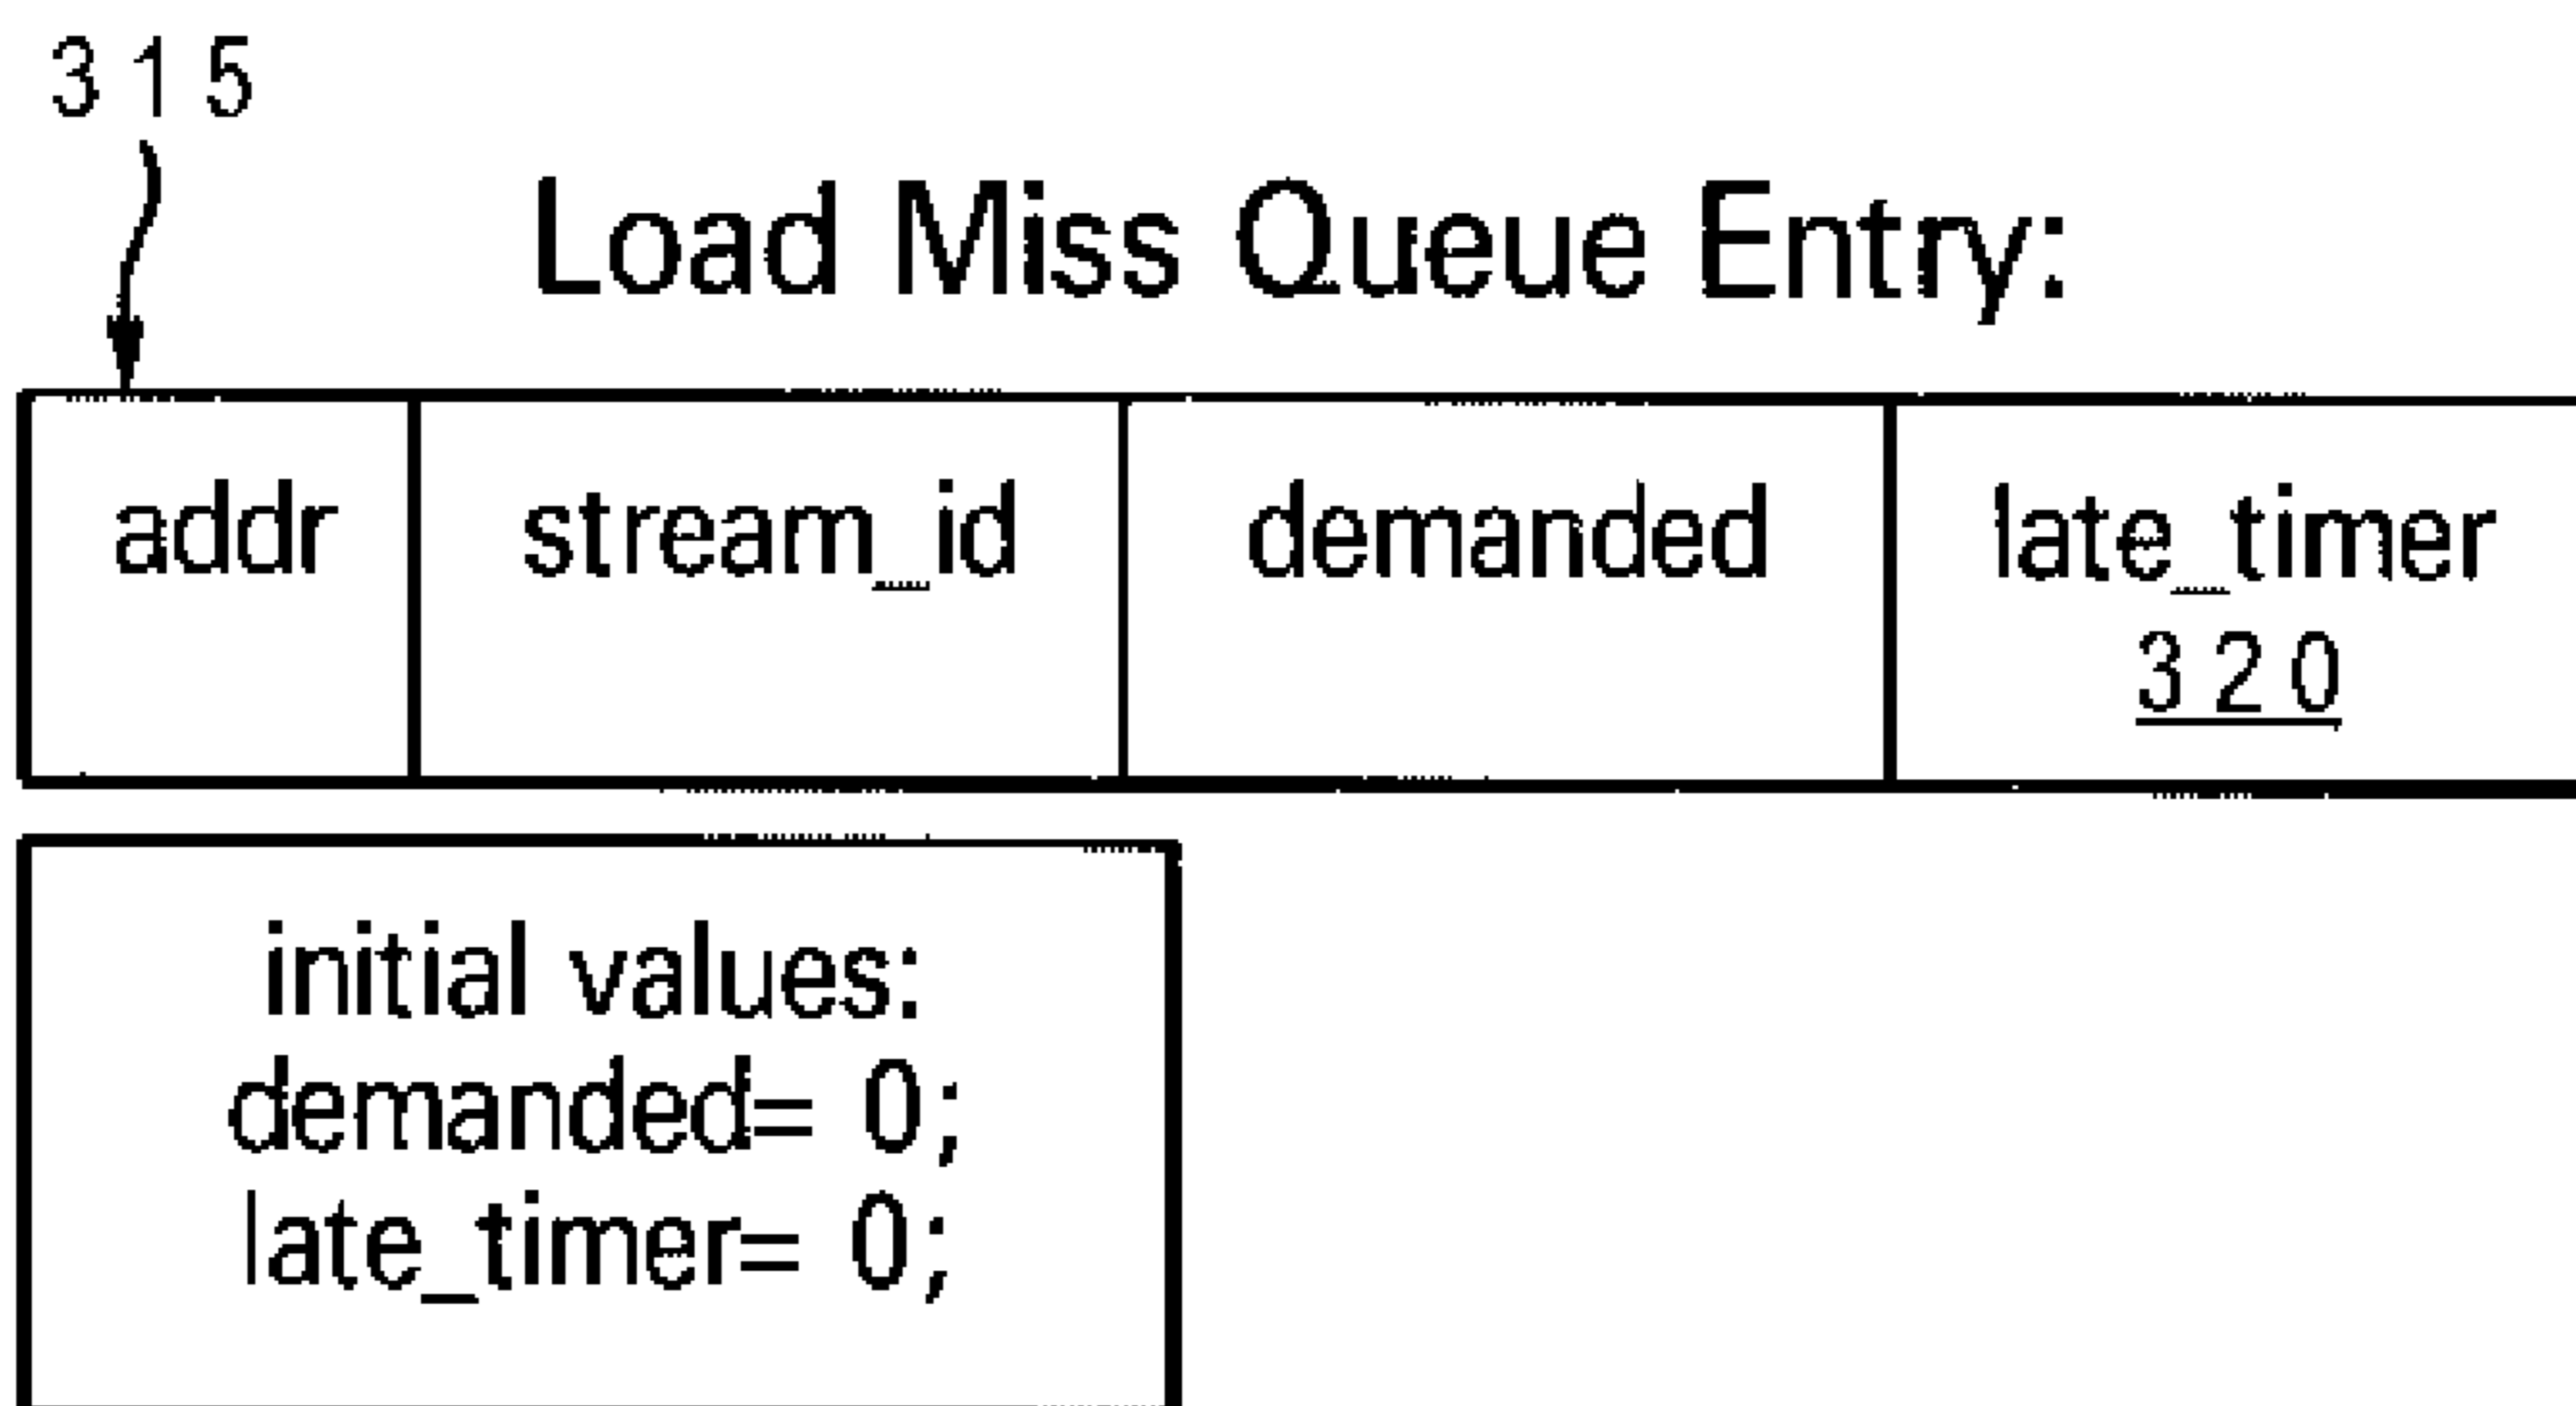 315
Load Miss Queue Entry:
addr stream_id demanded late_timer
320
initial values:
demanded= 0;
late_timer= 0;